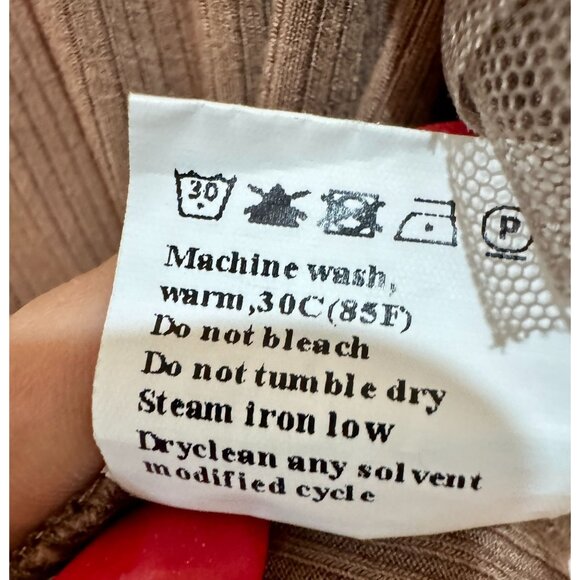 30
P
Machine wash,
warm,30C(85F)
Do not bleach
Do not tumble dry
Steam iron low
Dryclean any solvent
modified cycle